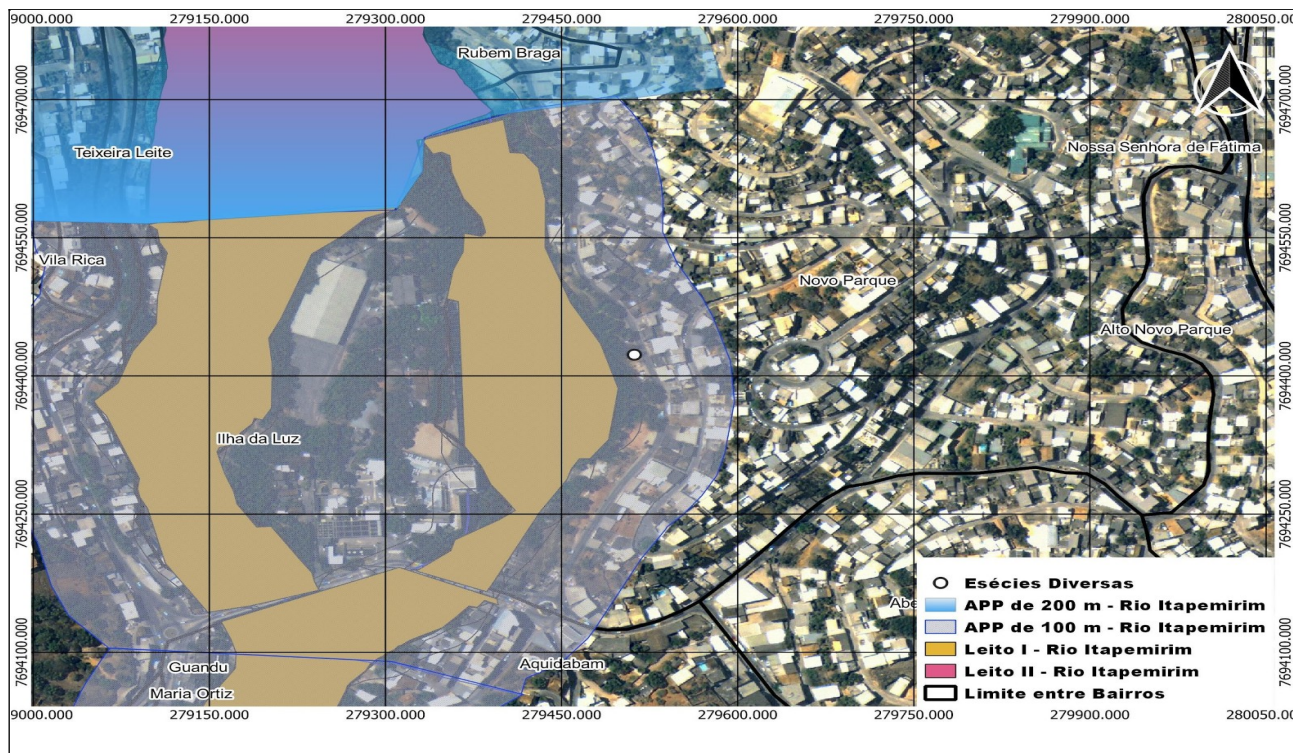 9000.000 279150.000 279300.000 279450.000 279600.000 279750.000 279900.000 280050.000
Rubem Braga
7694700.000 7694700.000
Teixeira Leite
Nossa Senhora de Fátima
7694550.000 7694550.000
Vila Rica
Novo Parque
Alto Novo Parque
7694400.000 7694400.000
Ilha da Luz
7694250.000 7694250.000
Esécies Diversas
APP de 200 m - Rio Itapemirim
Abe
APP de 100 m - Rio Itapemirim
Leito I - Rio Itapemirim
7694100.000 7694100.000
Guandu
Aquidabam
Leito II - Rio Itapemirim
Maria Ortiz
Limite entre Bairros
9000.000 279150.000 279300.000 279450.000 279600.000 279750.000 279900.000 280050.000